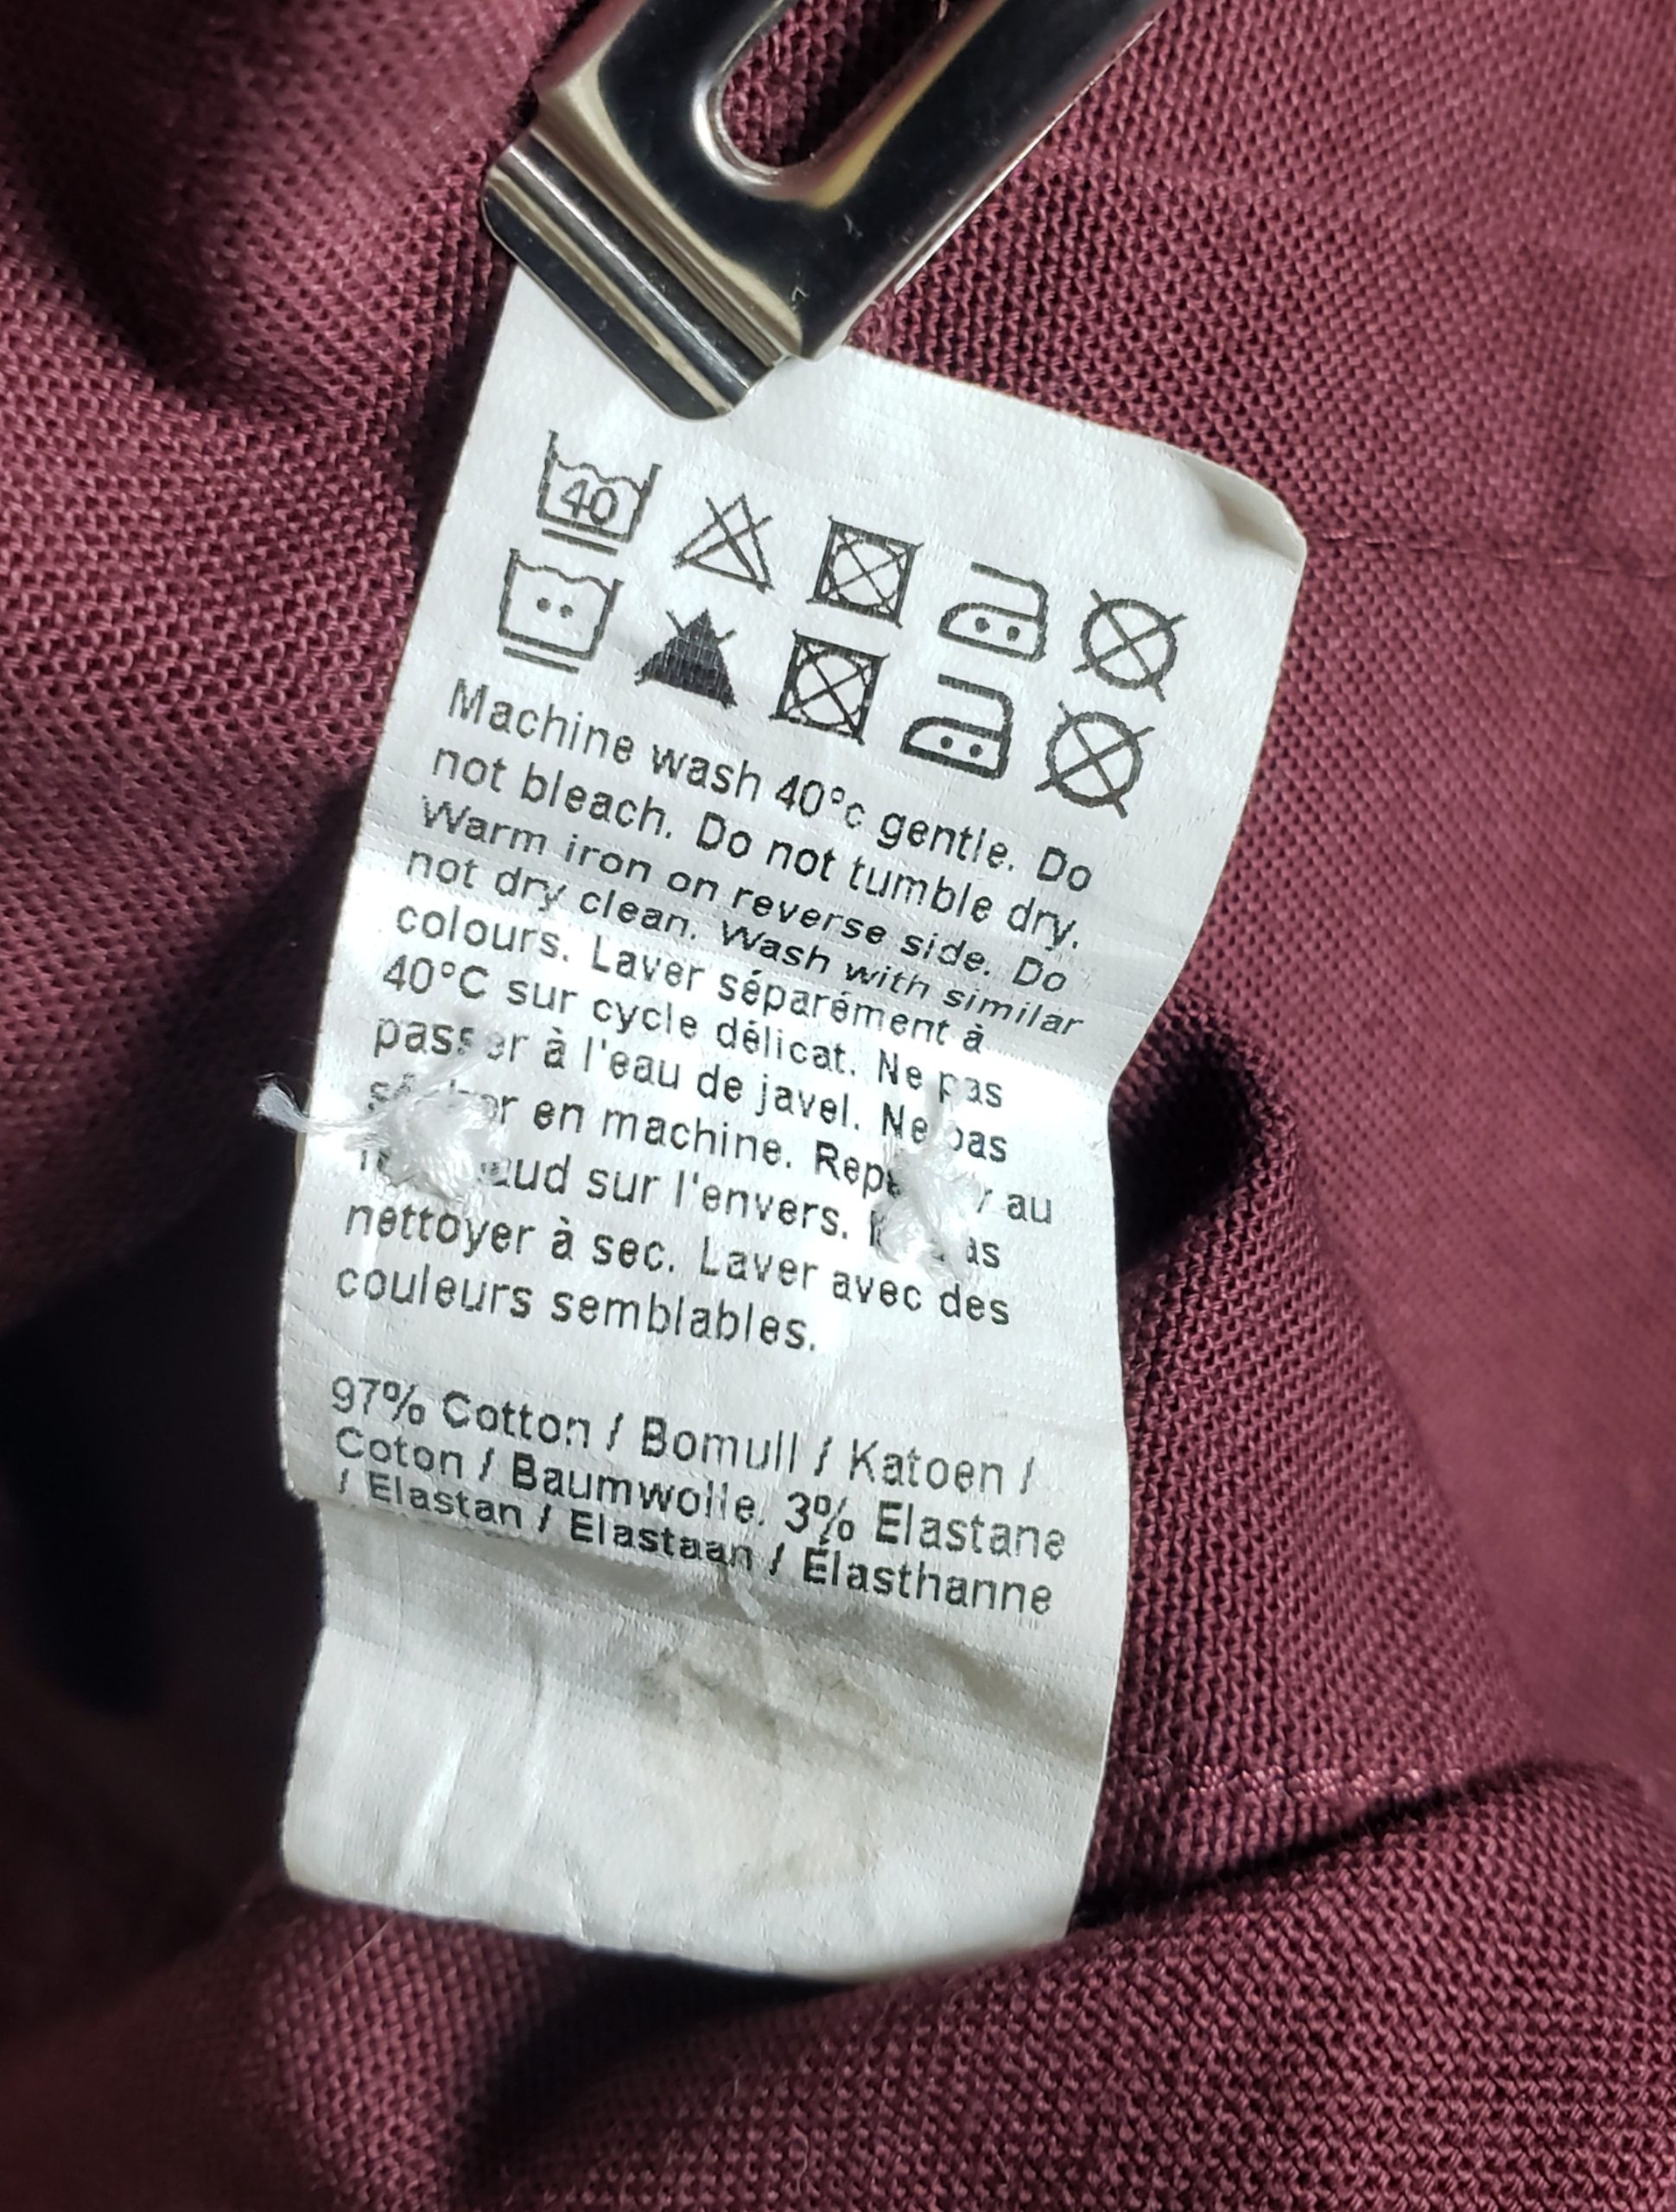 40
Machine wash 40°c gentle. Do
not bleach. Do not tumble dry.
Warm iron on reverse side. Do
not dry clean. Wash with similar
colours. Laver séparément à
40°C sur cycle délicat. Ne pas
passer à l'eau de javel. Ne pas
en machine. au
sur l'envers.
nettoyer à sec. Laver avec des
couleurs semblables.
97% Cotton / Bomull / Katoen /
Coton / Baumwolle. 3% Elastane
/ Elastan / Elastaan / Élasthanne